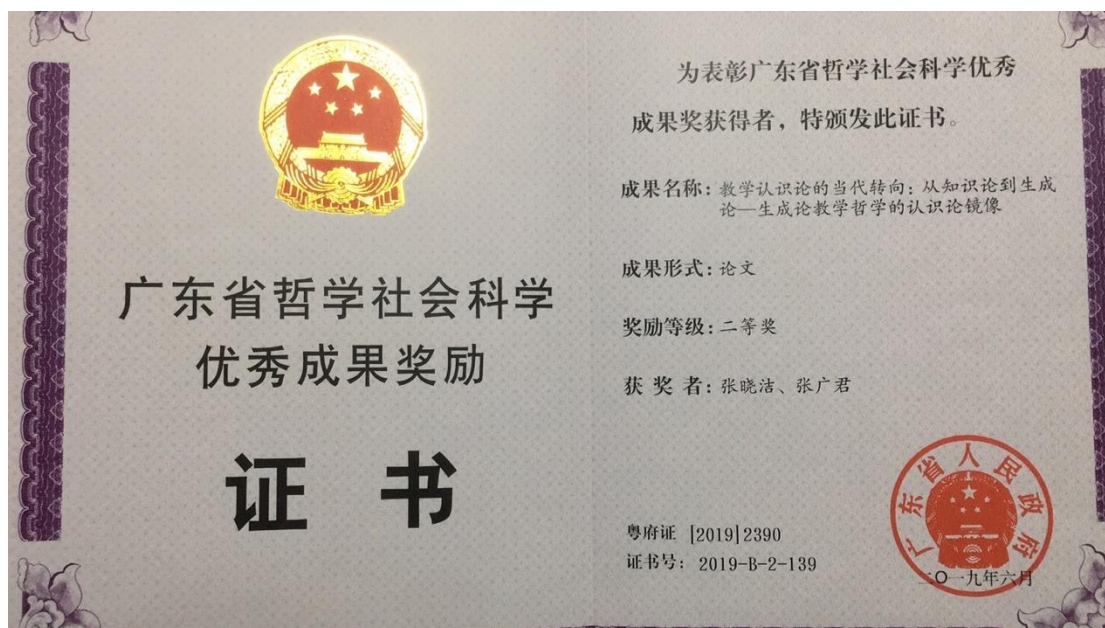 广东省哲学社会科学
优秀成果奖励
证 书
为表彰广东省哲学社会科学优秀
成果奖获得者，特颁发此证书。
成果名称：教学认识论的当代转向：从知识论到生成
论—生成论教学哲学的认识论镜像
成果形式：论文
奖励等级：二等奖
获 奖 者：张晓洁、张广君
广东省人民政府
粤府证 [2019]2390
证书号：2019-B-2-139
二〇一九年六月